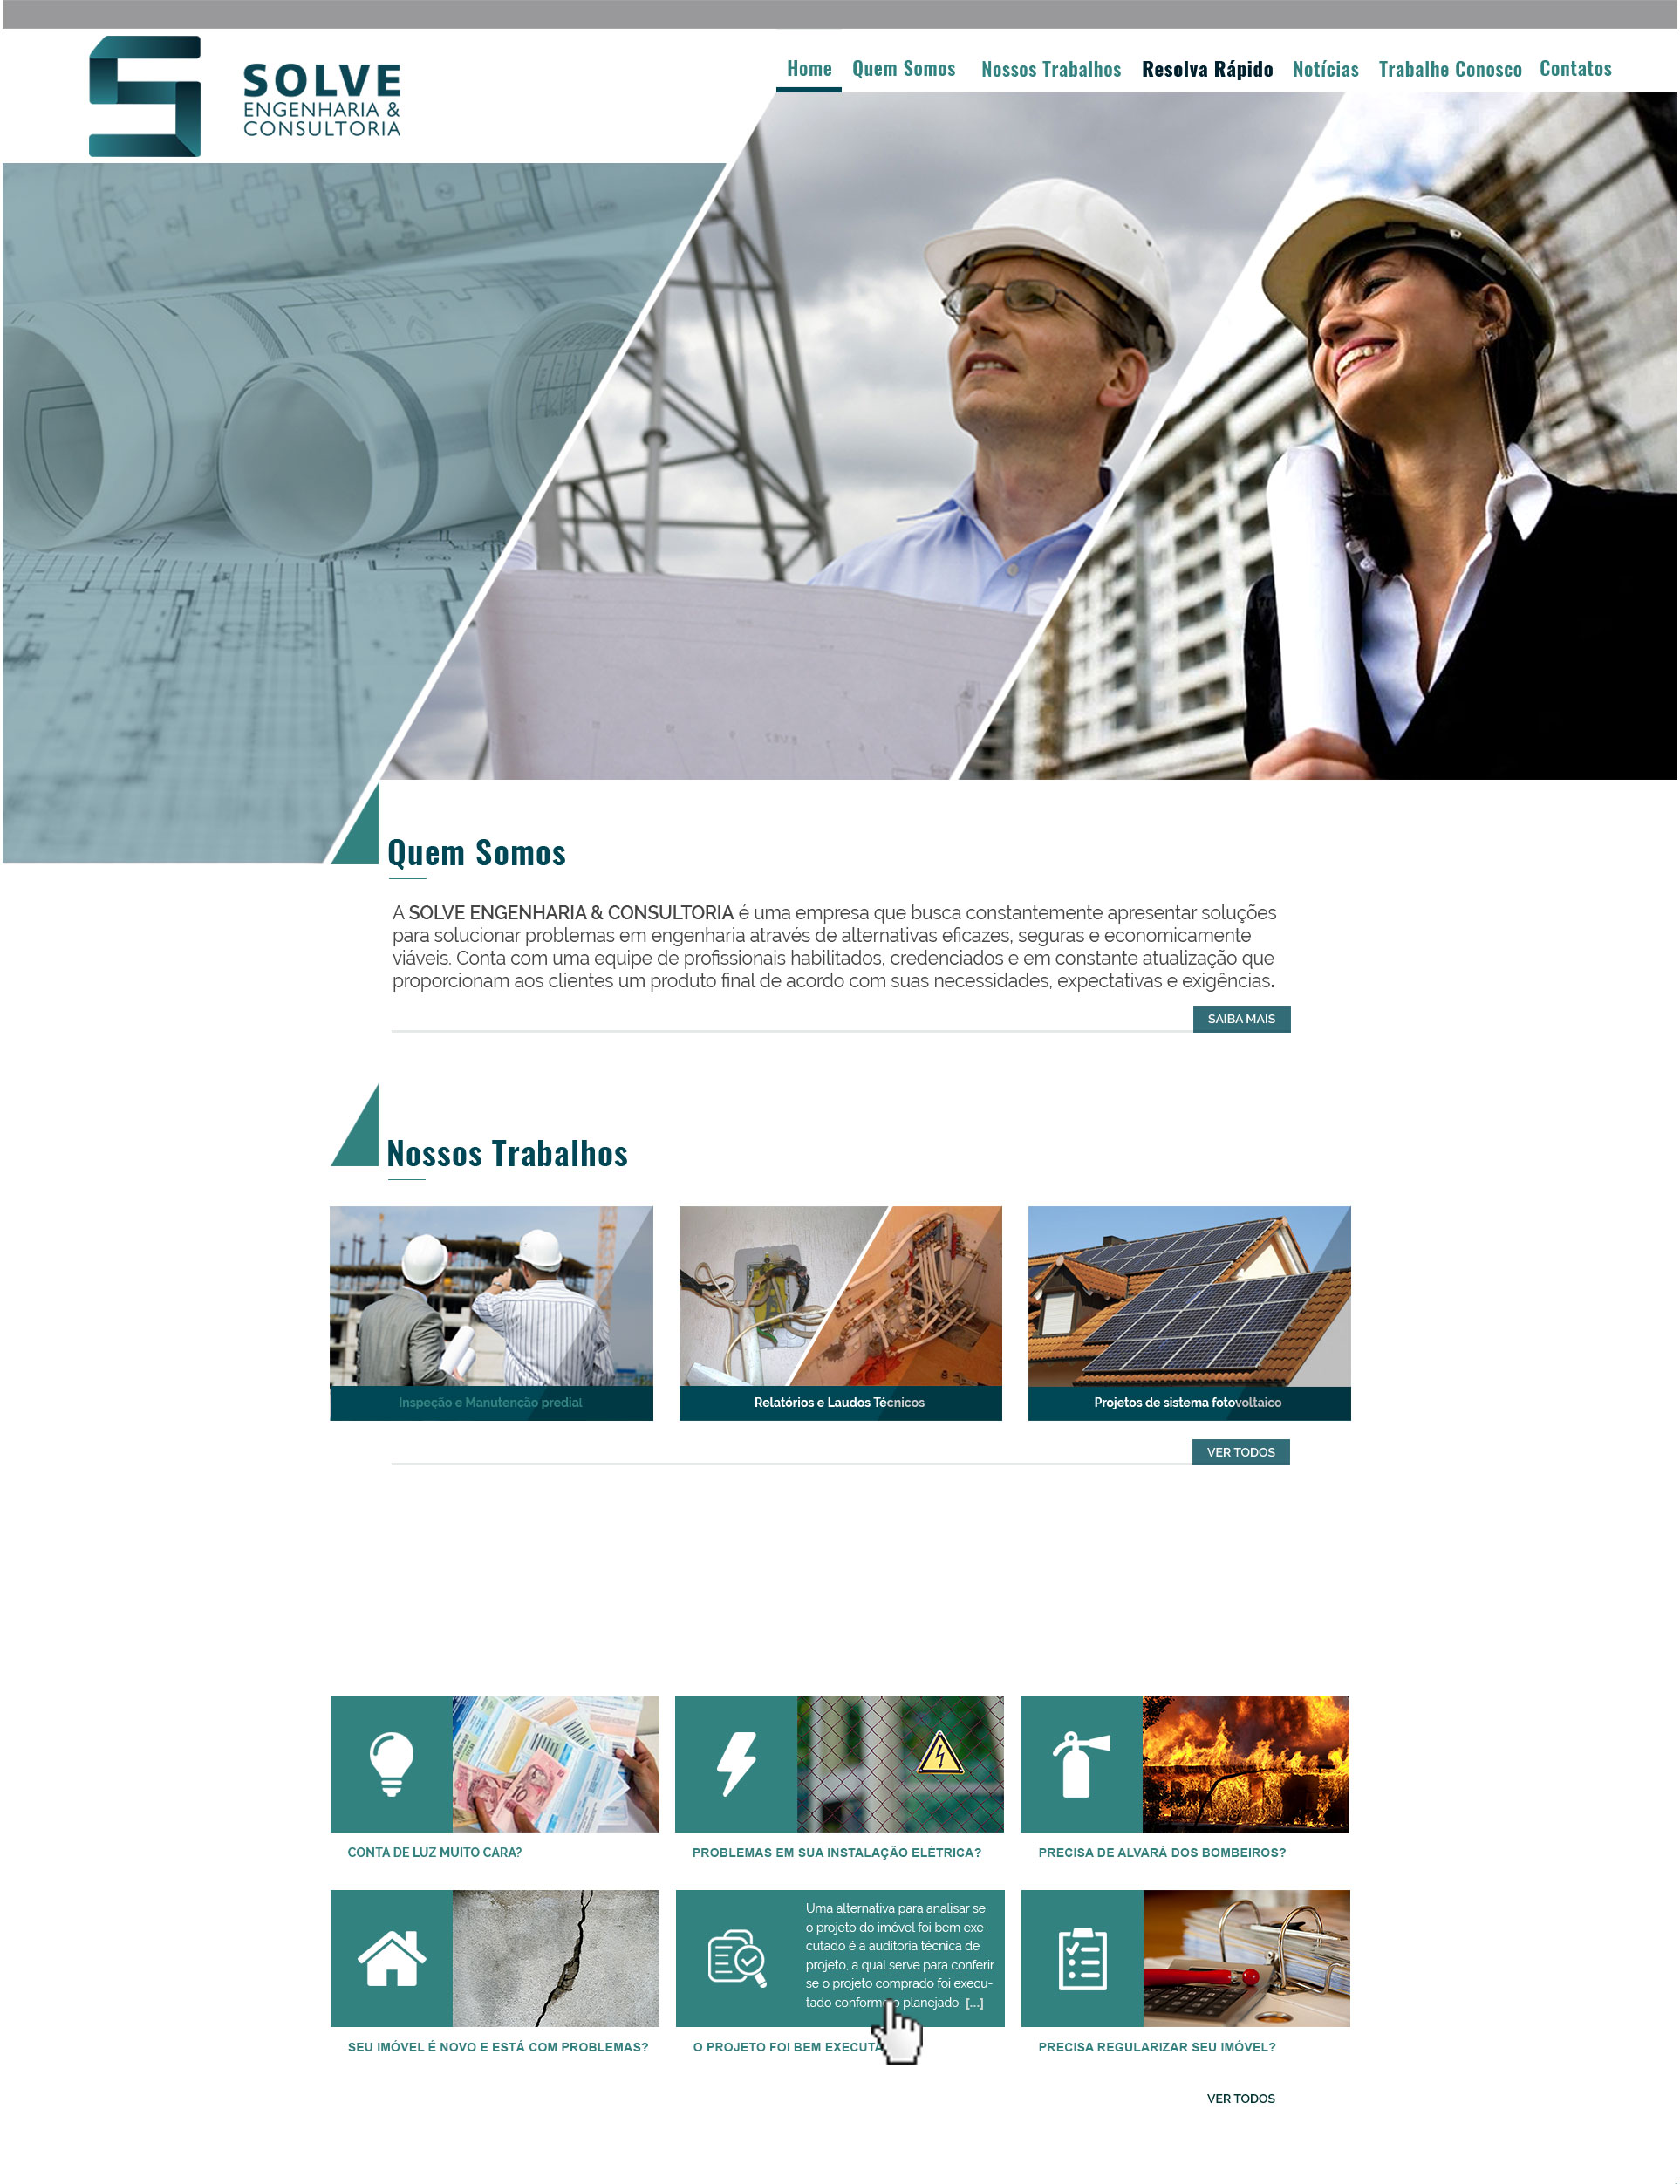 SOLVE
ENGENHARIA &
CONSULTORIA
Home Quem Somos Nossos Trabalhos Resolva Rápido Notícias Trabalhe Conosco Contatos
Quem Somos
A SOLVE ENGENHARIA & CONSULTORIA é uma empresa que busca constantemente apresentar soluções
para solucionar problemas em engenharia através de alternativas eficazes, seguras e economicamente
viáveis. Conta com uma equipe de profissionais habilitados, credenciados e em constante atualização que
proporcionam aos clientes um produto final de acordo com suas necessidades, expectativas e exigências.
SAIBA MAIS
Nossos Trabalhos
Inspeção e Manutenção predial
Relatórios e Laudos Técnicos
Projetos de sistema fotovoltaico
VER TODOS
10
CONTA DE LUZ MUITO CARA?
PROBLEMAS EM SUA INSTALAÇÃO ELÉTRICA?
PRECISA DE ALVARÁ DOS BOMBEIROS?
Uma alternativa para analisar se
o projeto do imóvel foi bem exe-
cutado é a auditoria técnica de
projeto, a qual serve para conferir
se o projeto comprado foi execu-
tado conforme o planejado [...]
SEU IMÓVEL É NOVO E ESTÁ COM PROBLEMAS?
O PROJETO FOI BEM
PRECISA REGULARIZAR SEU IMÓVEL?
VER TODOS